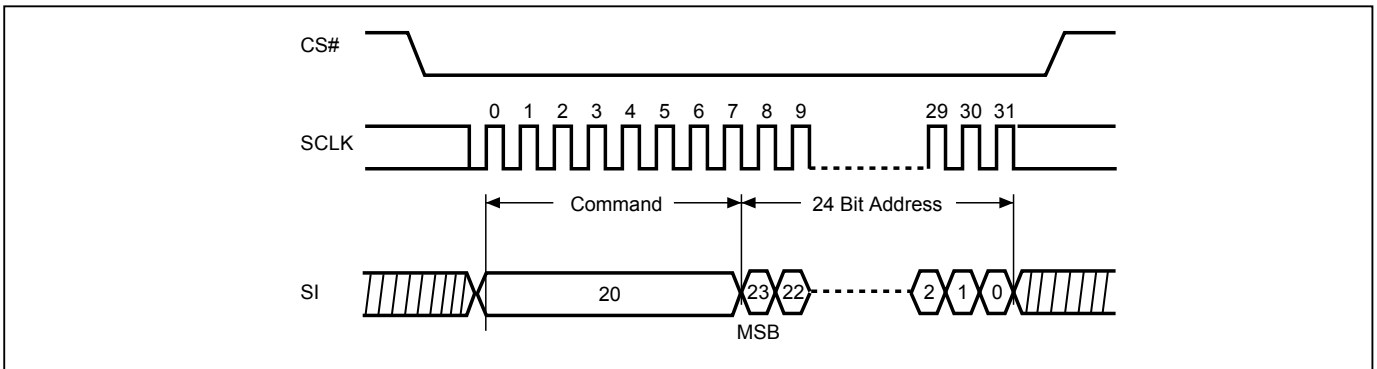 CS#
0 1 2 3 4 5 6 7 8 9 29 30 31
SCLK
Command 24 Bit Address
SI 20 23 22 2 1 0
MSB